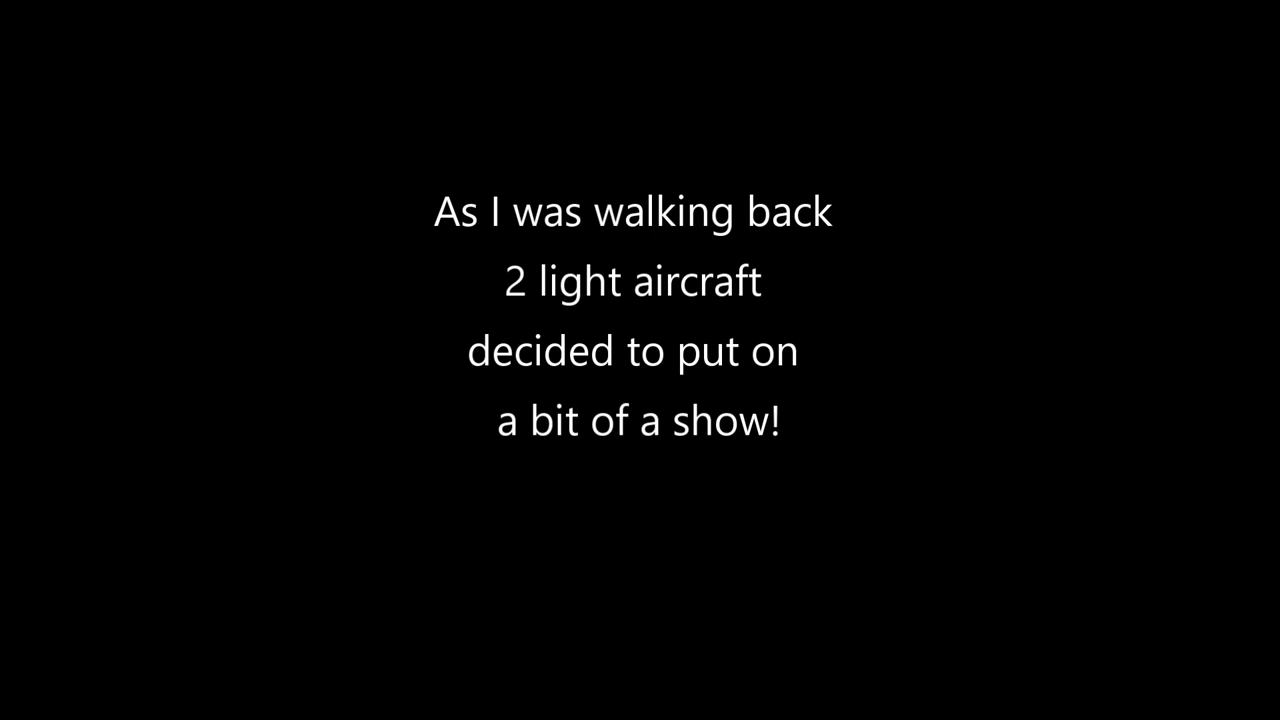 As I was walking back
2 light aircraft
decided to put on
a bit of a show!